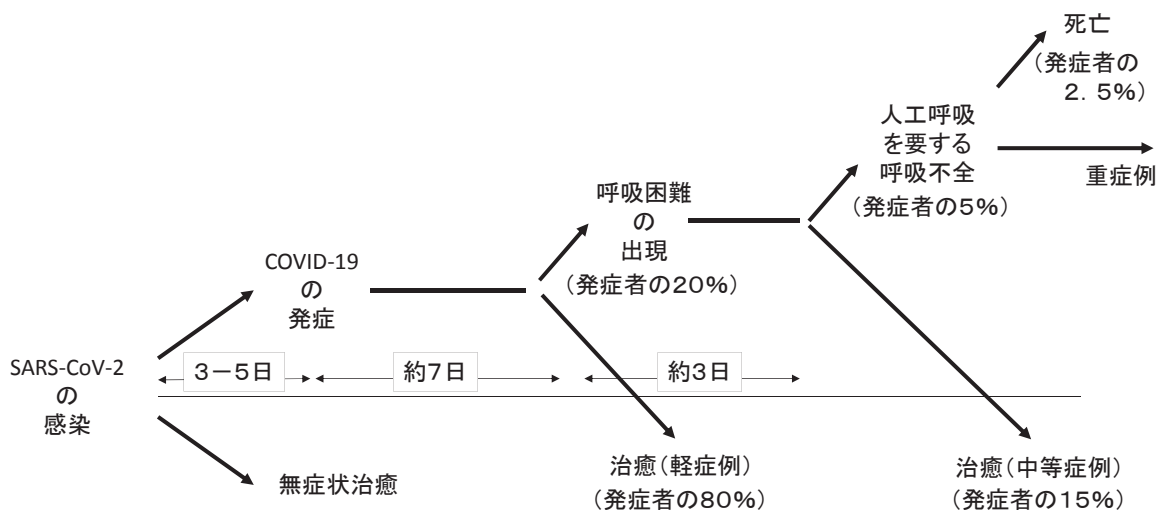 死亡
（発症者の
2．5%）
人工呼吸
を要する
呼吸不全
（発症者の5%）
重症例
呼吸困難
の
出現
（発症者の20%）
COVID-19
の
発症
SARS-CoV-2
の
感染
3－5日
約7日
約3日
無症状治癒
治癒（軽症例）
（発症者の80%）
治癒（中等症例）
（発症者の15%）